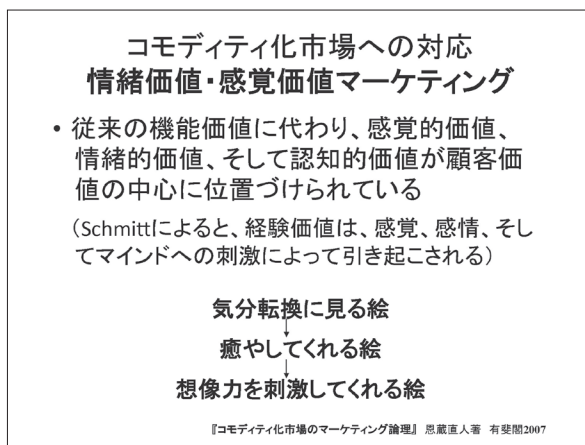 コモディティ化市場への対応
情緒価値・感覚価値マーケティング
• 従来の機能価値に代わり、感覚的価値、
情緒的価値、そして認知的価値が顧客価
値の中心に位置づけられている
（Schmittによると、経験価値は、感覚、感情、そし
てマインドへの刺激によって引き起こされる）
気分転換に見る絵
↓
癒やしてくれる絵
↓
想像力を刺激してくれる絵
『コモディティ化市場のマーケティング論理』 恩蔵直人著 有斐閣2007